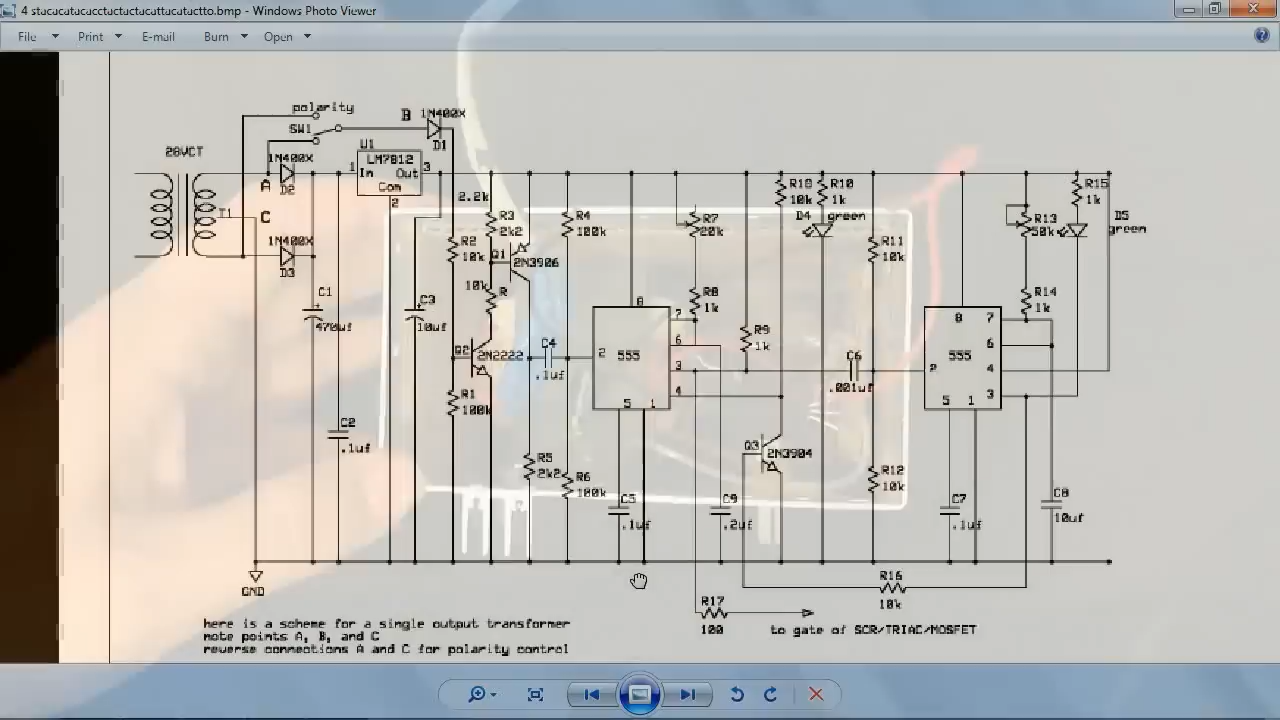 4 stacacatacacctactactacattacatactto.bmp - Windows Photo Viewer
File Print E-mail Burn Open
polarity
SW1
B 1N400X
D1
28VCT
1N400X
A D2
U1
LM7812
1 In Out 3
Com
2
T1
C
1N400X
D3
C1
470uf
C2
.1uf
C3
10uf
2.2k
R2
10k
R3
2k2
Q1
2N3906
10k R
Q2
2N2222
R1
100k
R4
100k
C4
.1uf
R5
2k2
R6
100k
8
7
6
2 555 3
4
5 1
C5
.1uf
R7
20k
R8
1k
R9
1k
C9
.2uf
R10
10k
R10
1k
D4 green
Q3
2N3904
C6
.001uf
R11
10k
R12
10k
8 7
6
2 555 4
3
5 1
C7
.1uf
R13
50k
R14
1k
R15
1k
D5
green
C8
10uf
R16
10k
GND
R17
100 to gate of SCR/TRIAC/MOSFET
here is a scheme for a single output transformer
note points A, B, and C
reverse connections A and C for polarity control